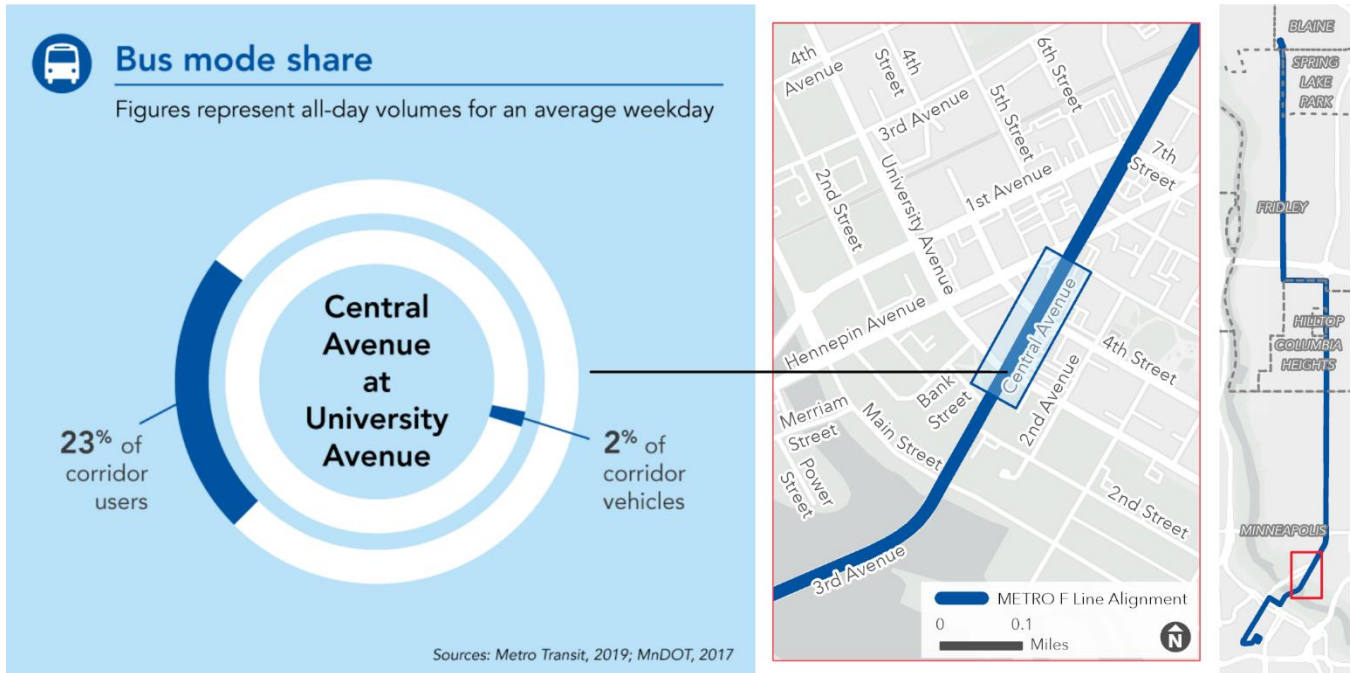 Bus mode share
Figures represent all-day volumes for an average weekday
Central
Avenue
at
University
Avenue
23% of
corridor
users
2% of
corridor
vehicles
Sources: Metro Transit, 2019; MnDOT, 2017
4th
Avenue
4th
Street
6th Street
3rd Avenue
5th Street
7th
Street
2nd Street
University Avenue
1st Avenue
Hennepin Avenue
Central Avenue
4th Street
Bank
Street
2nd Avenue
Merriam
Street
Main Street
Power
Street
2nd Street
3rd Avenue
METRO F Line Alignment
0 0.1
Miles
N
BLAINE
SPRING
LAKE
PARK
FRIDLEY
HILLTOP
COLUMBIA
HEIGHTS
MINNEAPOLIS